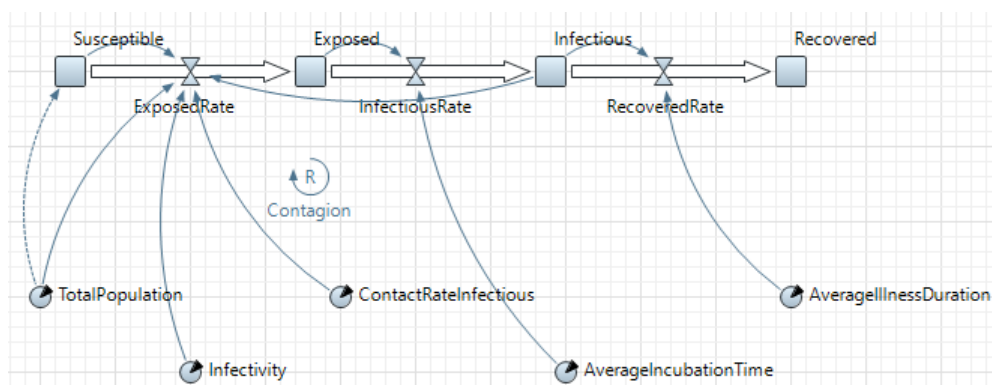 Susceptible
Exposed
Infectious
Recovered
ExposedRate
InfectiousRate
RecoveredRate
R
Contagion
TotalPopulation
ContactRateInfectious
AverageIllnessDuration
Infectivity
AverageIncubationTime